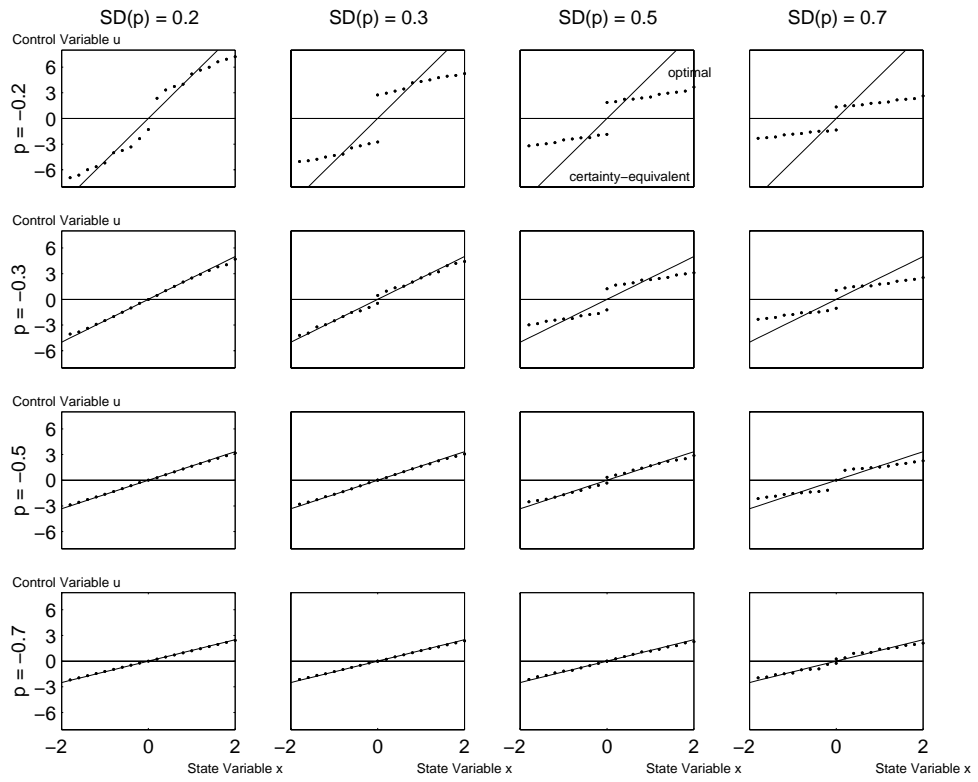 SD(p) = 0.2
SD(p) = 0.3
SD(p) = 0.5
SD(p) = 0.7
Control Variable u
p = −0.2
6
3
0
−3
−6
optimal
certainty−equivalent
Control Variable u
p = −0.3
6
3
0
−3
−6
Control Variable u
p = −0.5
6
3
0
−3
−6
Control Variable u
p = −0.7
6
3
0
−3
−6
−2 0 2
−2 0 2
−2 0 2
−2 0 2
State Variable x
State Variable x
State Variable x
State Variable x